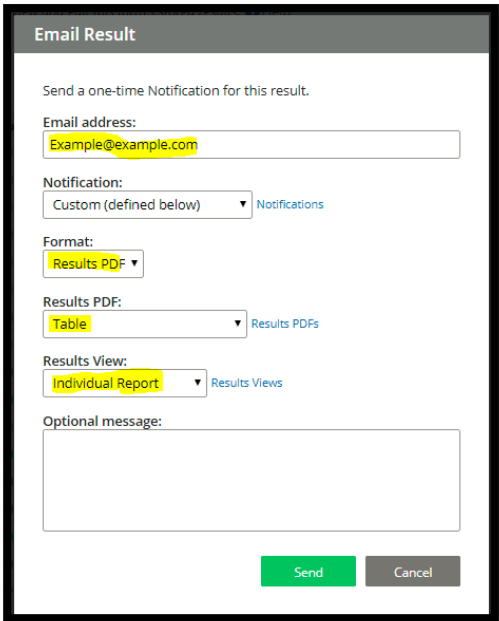 Email Result
Send a one-time Notification for this result.
Email address:
Example@example.com
Notification:
Custom (defined below) Notifications
Format:
Results PDF
Results PDF:
Table Results PDFs
Results View:
Individual Report Results Views
Optional message:
Send Cancel